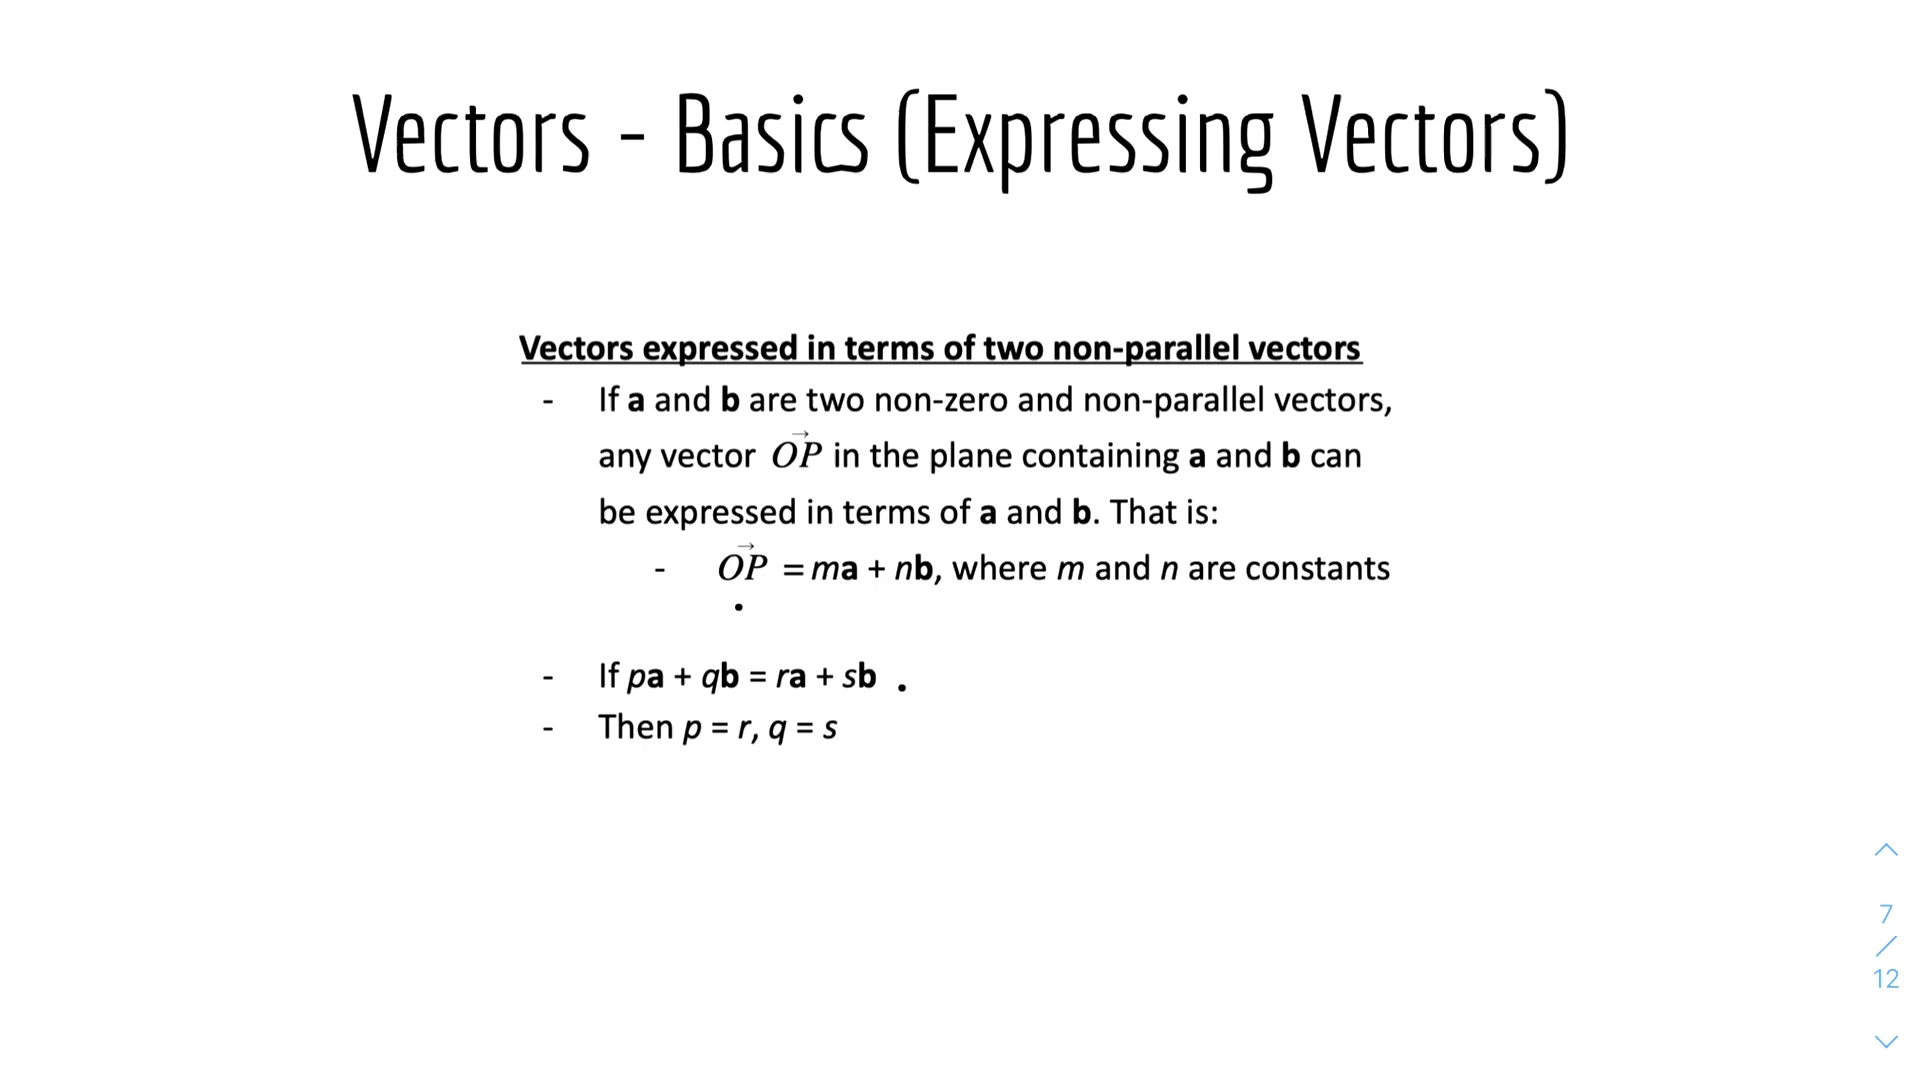 Vectors - Basics (Expressing Vectors)
Vectors expressed in terms of two non-parallel vectors
- If a and b are two non-zero and non-parallel vectors,
any vector \overrightarrow{OP} in the plane containing a and b can
be expressed in terms of a and b. That is:
- \overrightarrow{OP} = ma + nb, where m and n are constants
- If pa + qb = ra + sb .
- Then p = r, q = s
7
/
12